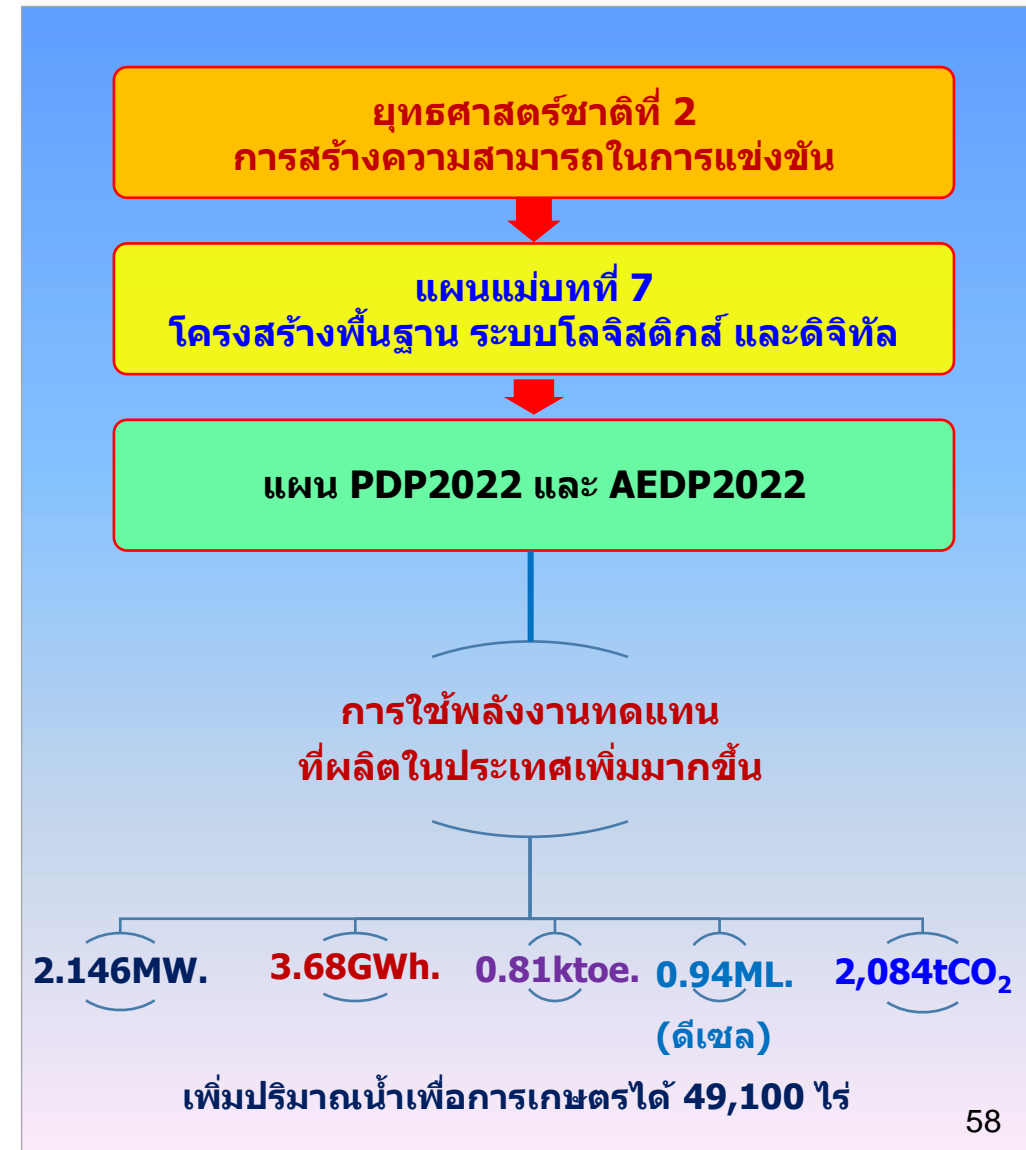 ยุทธศาสตร์ชาติที่ 2
การสร้างความสามารถในการแข่งขัน
แผนแม่บทที่ 7
โครงสร้างพื้นฐาน ระบบโลจิสติกส์ และดิจิทัล
แผน PDP2022 และ AEDP2022
การใช้พลังงานทดแทน
ที่ผลิตในประเทศเพิ่มมากขึ้น
2.146MW. 3.68GWh. 0.81ktoe. 0.94ML. 2,084tCO₂
(ดีเซล)
เพิ่มปริมาณน้ำเพื่อการเกษตรได้ 49,100 ไร่
58